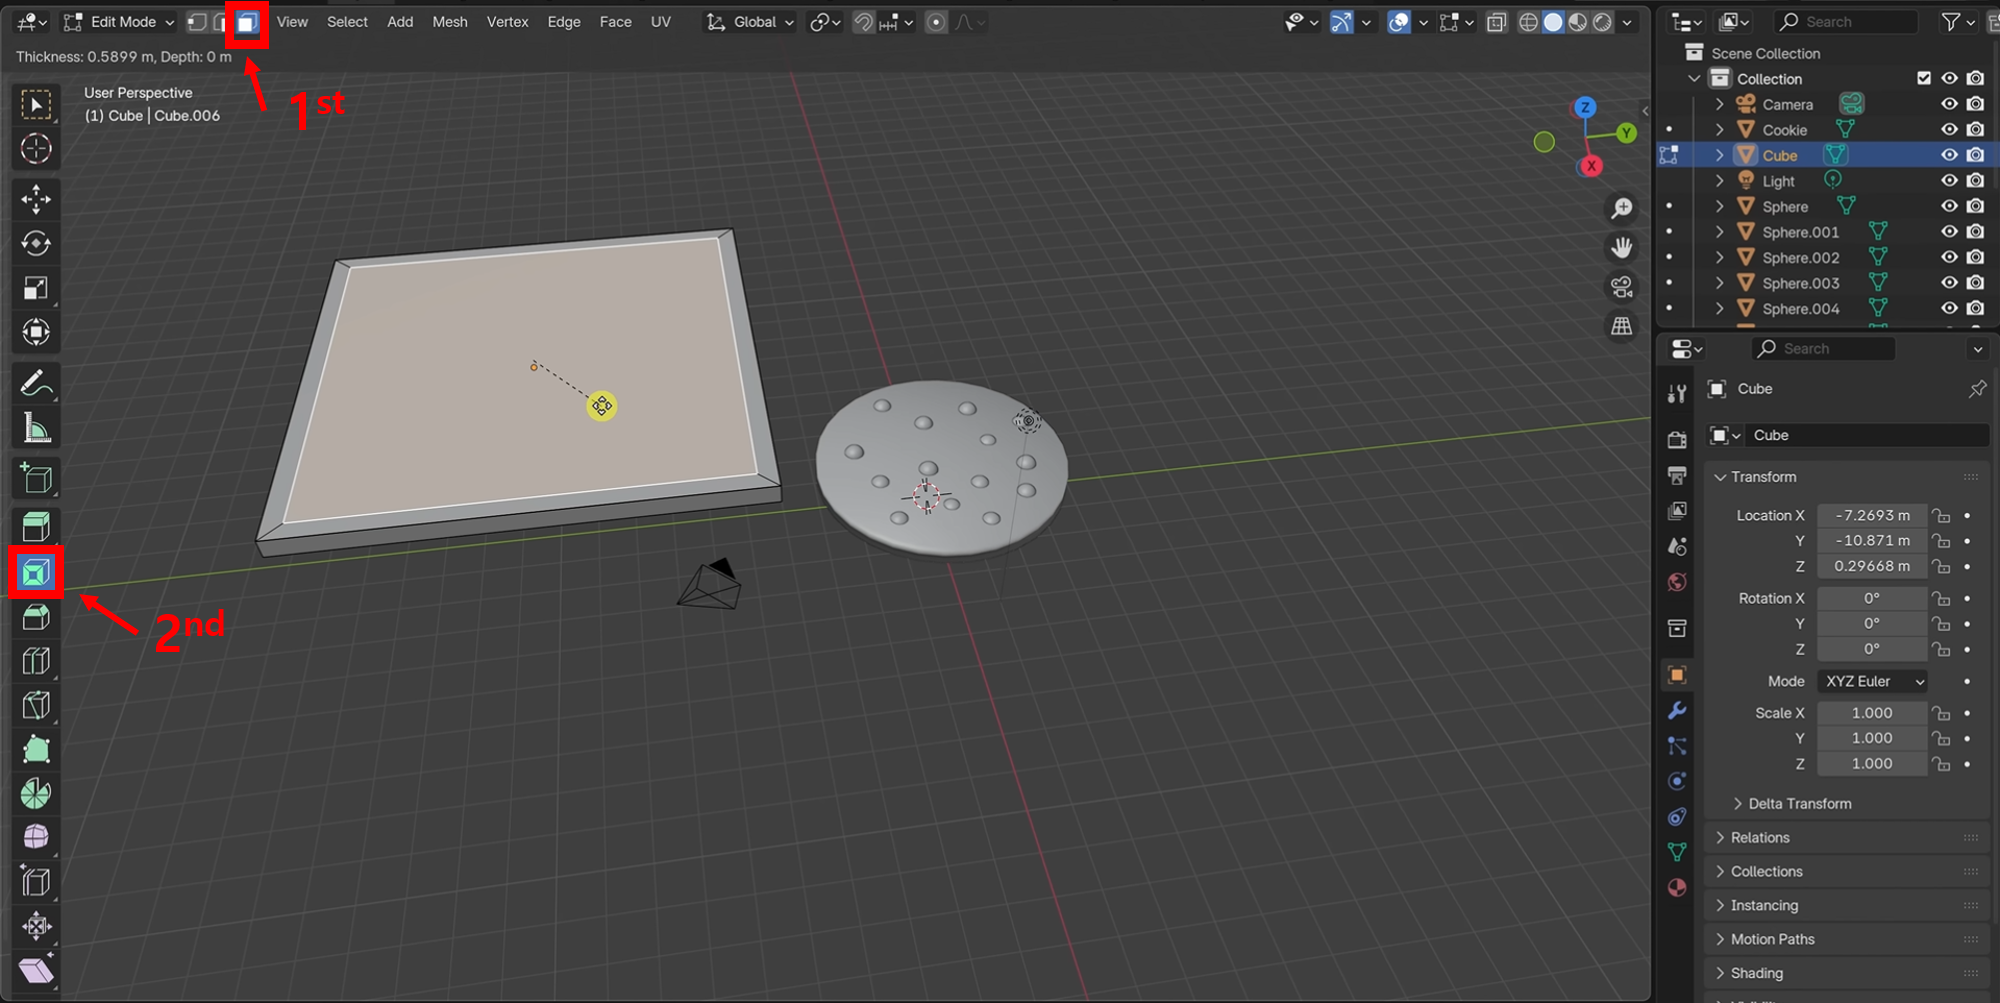 Edit Mode View Select Add Mesh Vertex Edge Face UV Global
Thickness: 0.5899 m, Depth: 0 m
1st
User Perspective
(1) Cube | Cube.006
2nd
Z
Y
X
Search
Scene Collection
Collection
Camera
Cookie
Cube
Light
Sphere
Sphere.001
Sphere.002
Sphere.003
Sphere.004
Search
Cube
Cube
Transform
Location X -7.2693 m
Y -10.871 m
Z 0.29668 m
Rotation X 0°
Y 0°
Z 0°
Mode XYZ Euler
Scale X 1.000
Y 1.000
Z 1.000
Delta Transform
Relations
Collections
Instancing
Motion Paths
Shading